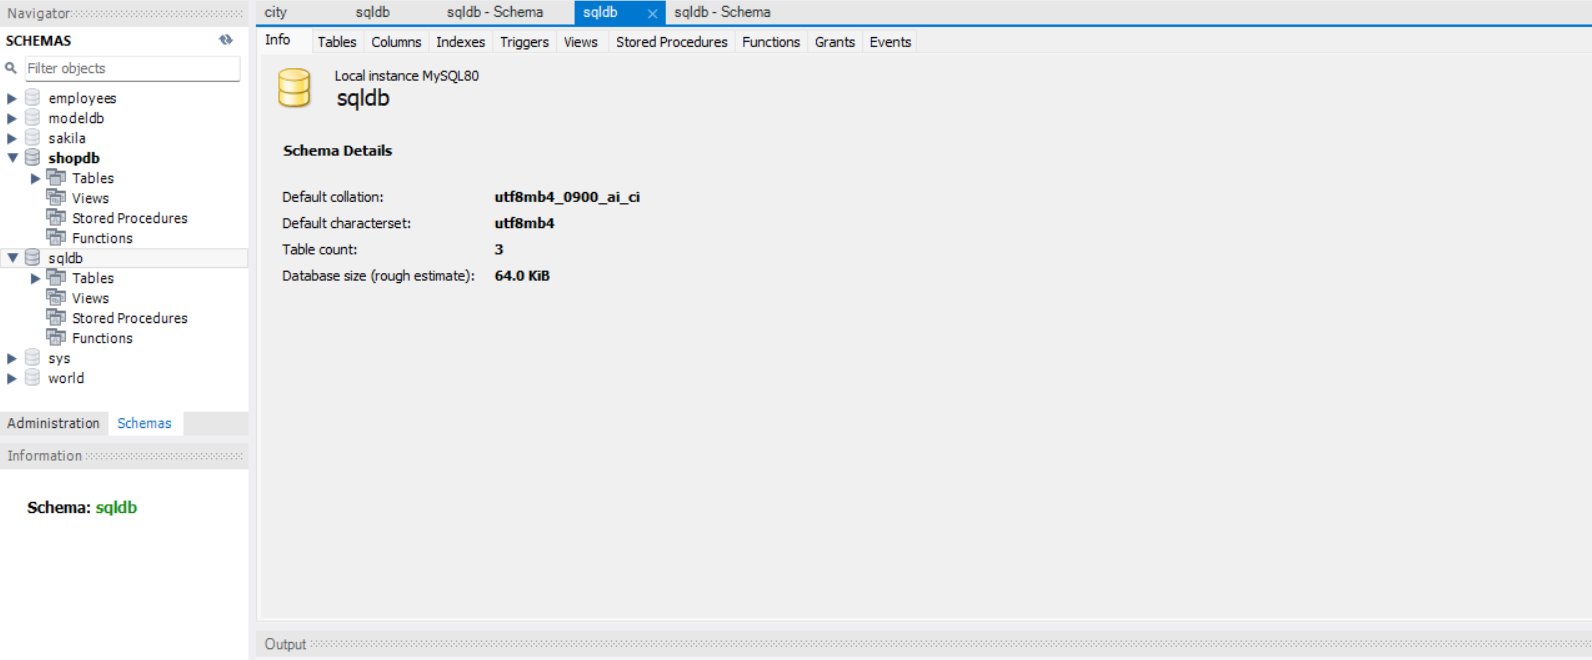 Navigator
SCHEMAS
Filter objects
employees
modeldb
sakila
shopdb
Tables
Views
Stored Procedures
Functions
sqldb
Tables
Views
Stored Procedures
Functions
sys
world
Administration Schemas
Information
Schema: sqldb
city sqldb sqldb - Schema sqldb sqldb - Schema
Info Tables Columns Indexes Triggers Views Stored Procedures Functions Grants Events
Local instance MySQL80
sqldb
Schema Details
Default collation: utf8mb4_0900_ai_ci
Default characterset: utf8mb4
Table count: 3
Database size (rough estimate): 64.0 KiB
Output